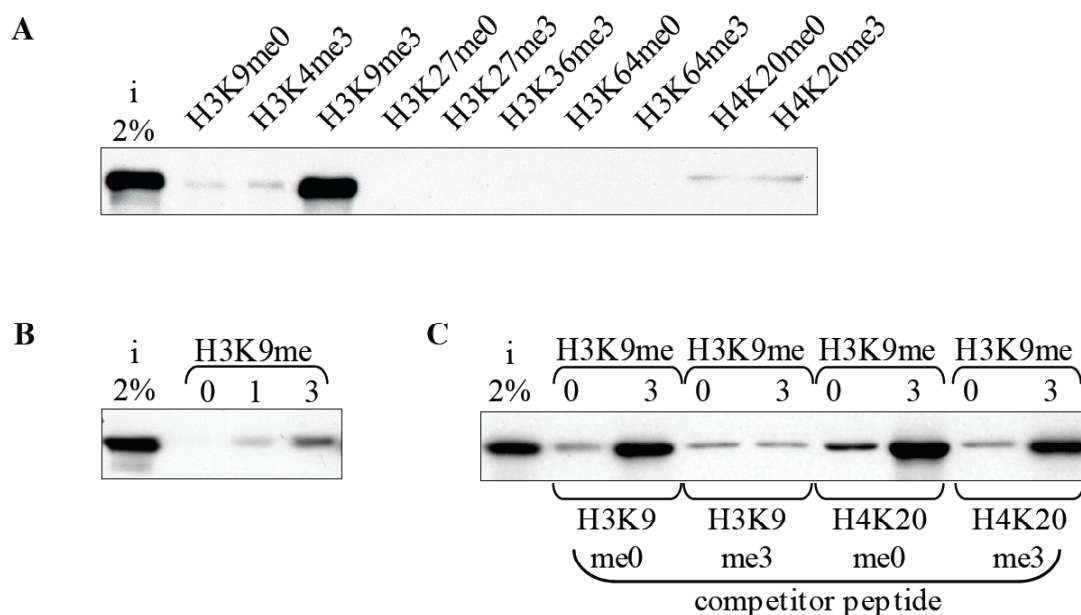 A
i
2%
H3K9me0
H3K4me3
H3K9me3
H3K27me0
H3K27me3
H3K36me3
H3K64me0
H3K64me3
H4K20me0
H4K20me3
B
i
2%
H3K9me
0 1 3
C
i
2%
H3K9me H3K9me H3K9me H3K9me
0 3 0 3 0 3 0 3
H3K9 H3K9 H4K20 H4K20
me0 me3 me0 me3
competitor peptide